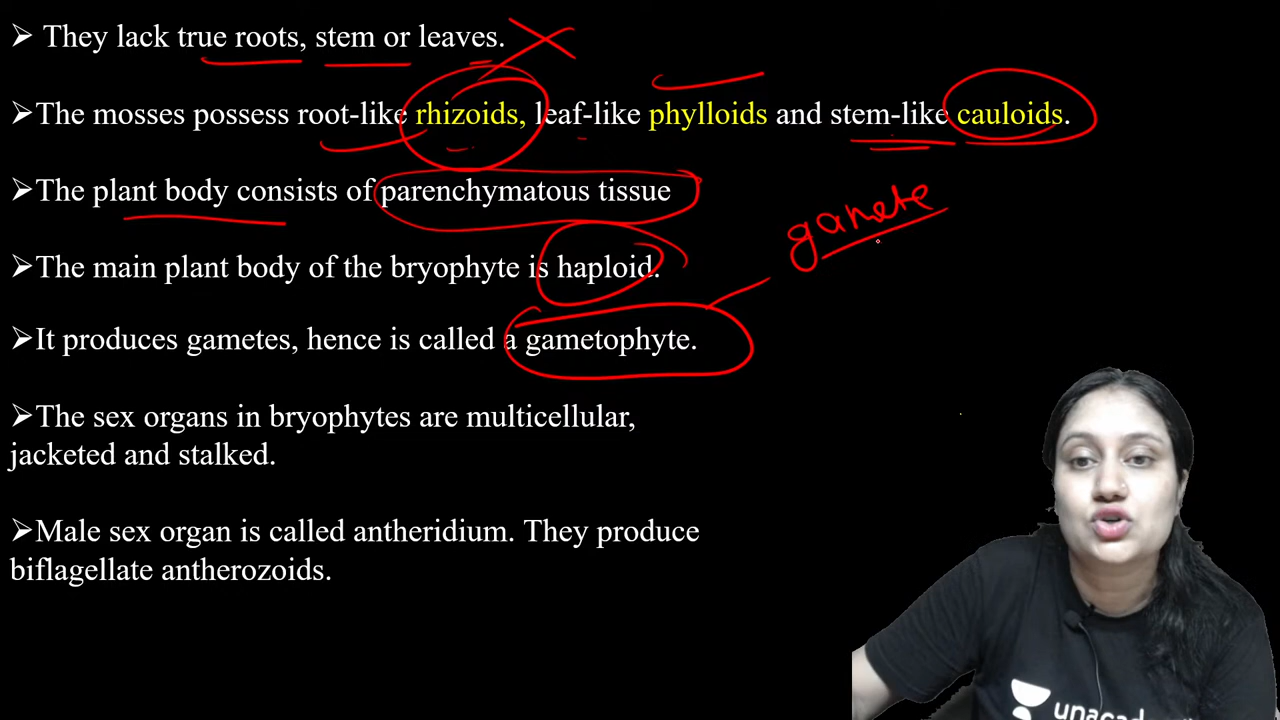 ➢ They lack true roots, stem or leaves.
➢The mosses possess root-like rhizoids, leaf-like phylloids and stem-like cauloids.
➢The plant body consists of parenchymatous tissue
gamete
➢The main plant body of the bryophyte is haploid.
➢It produces gametes, hence is called a gametophyte.
➢The sex organs in bryophytes are multicellular,
jacketed and stalked.
➢Male sex organ is called antheridium. They produce
biflagellate antherozoids.
unacad